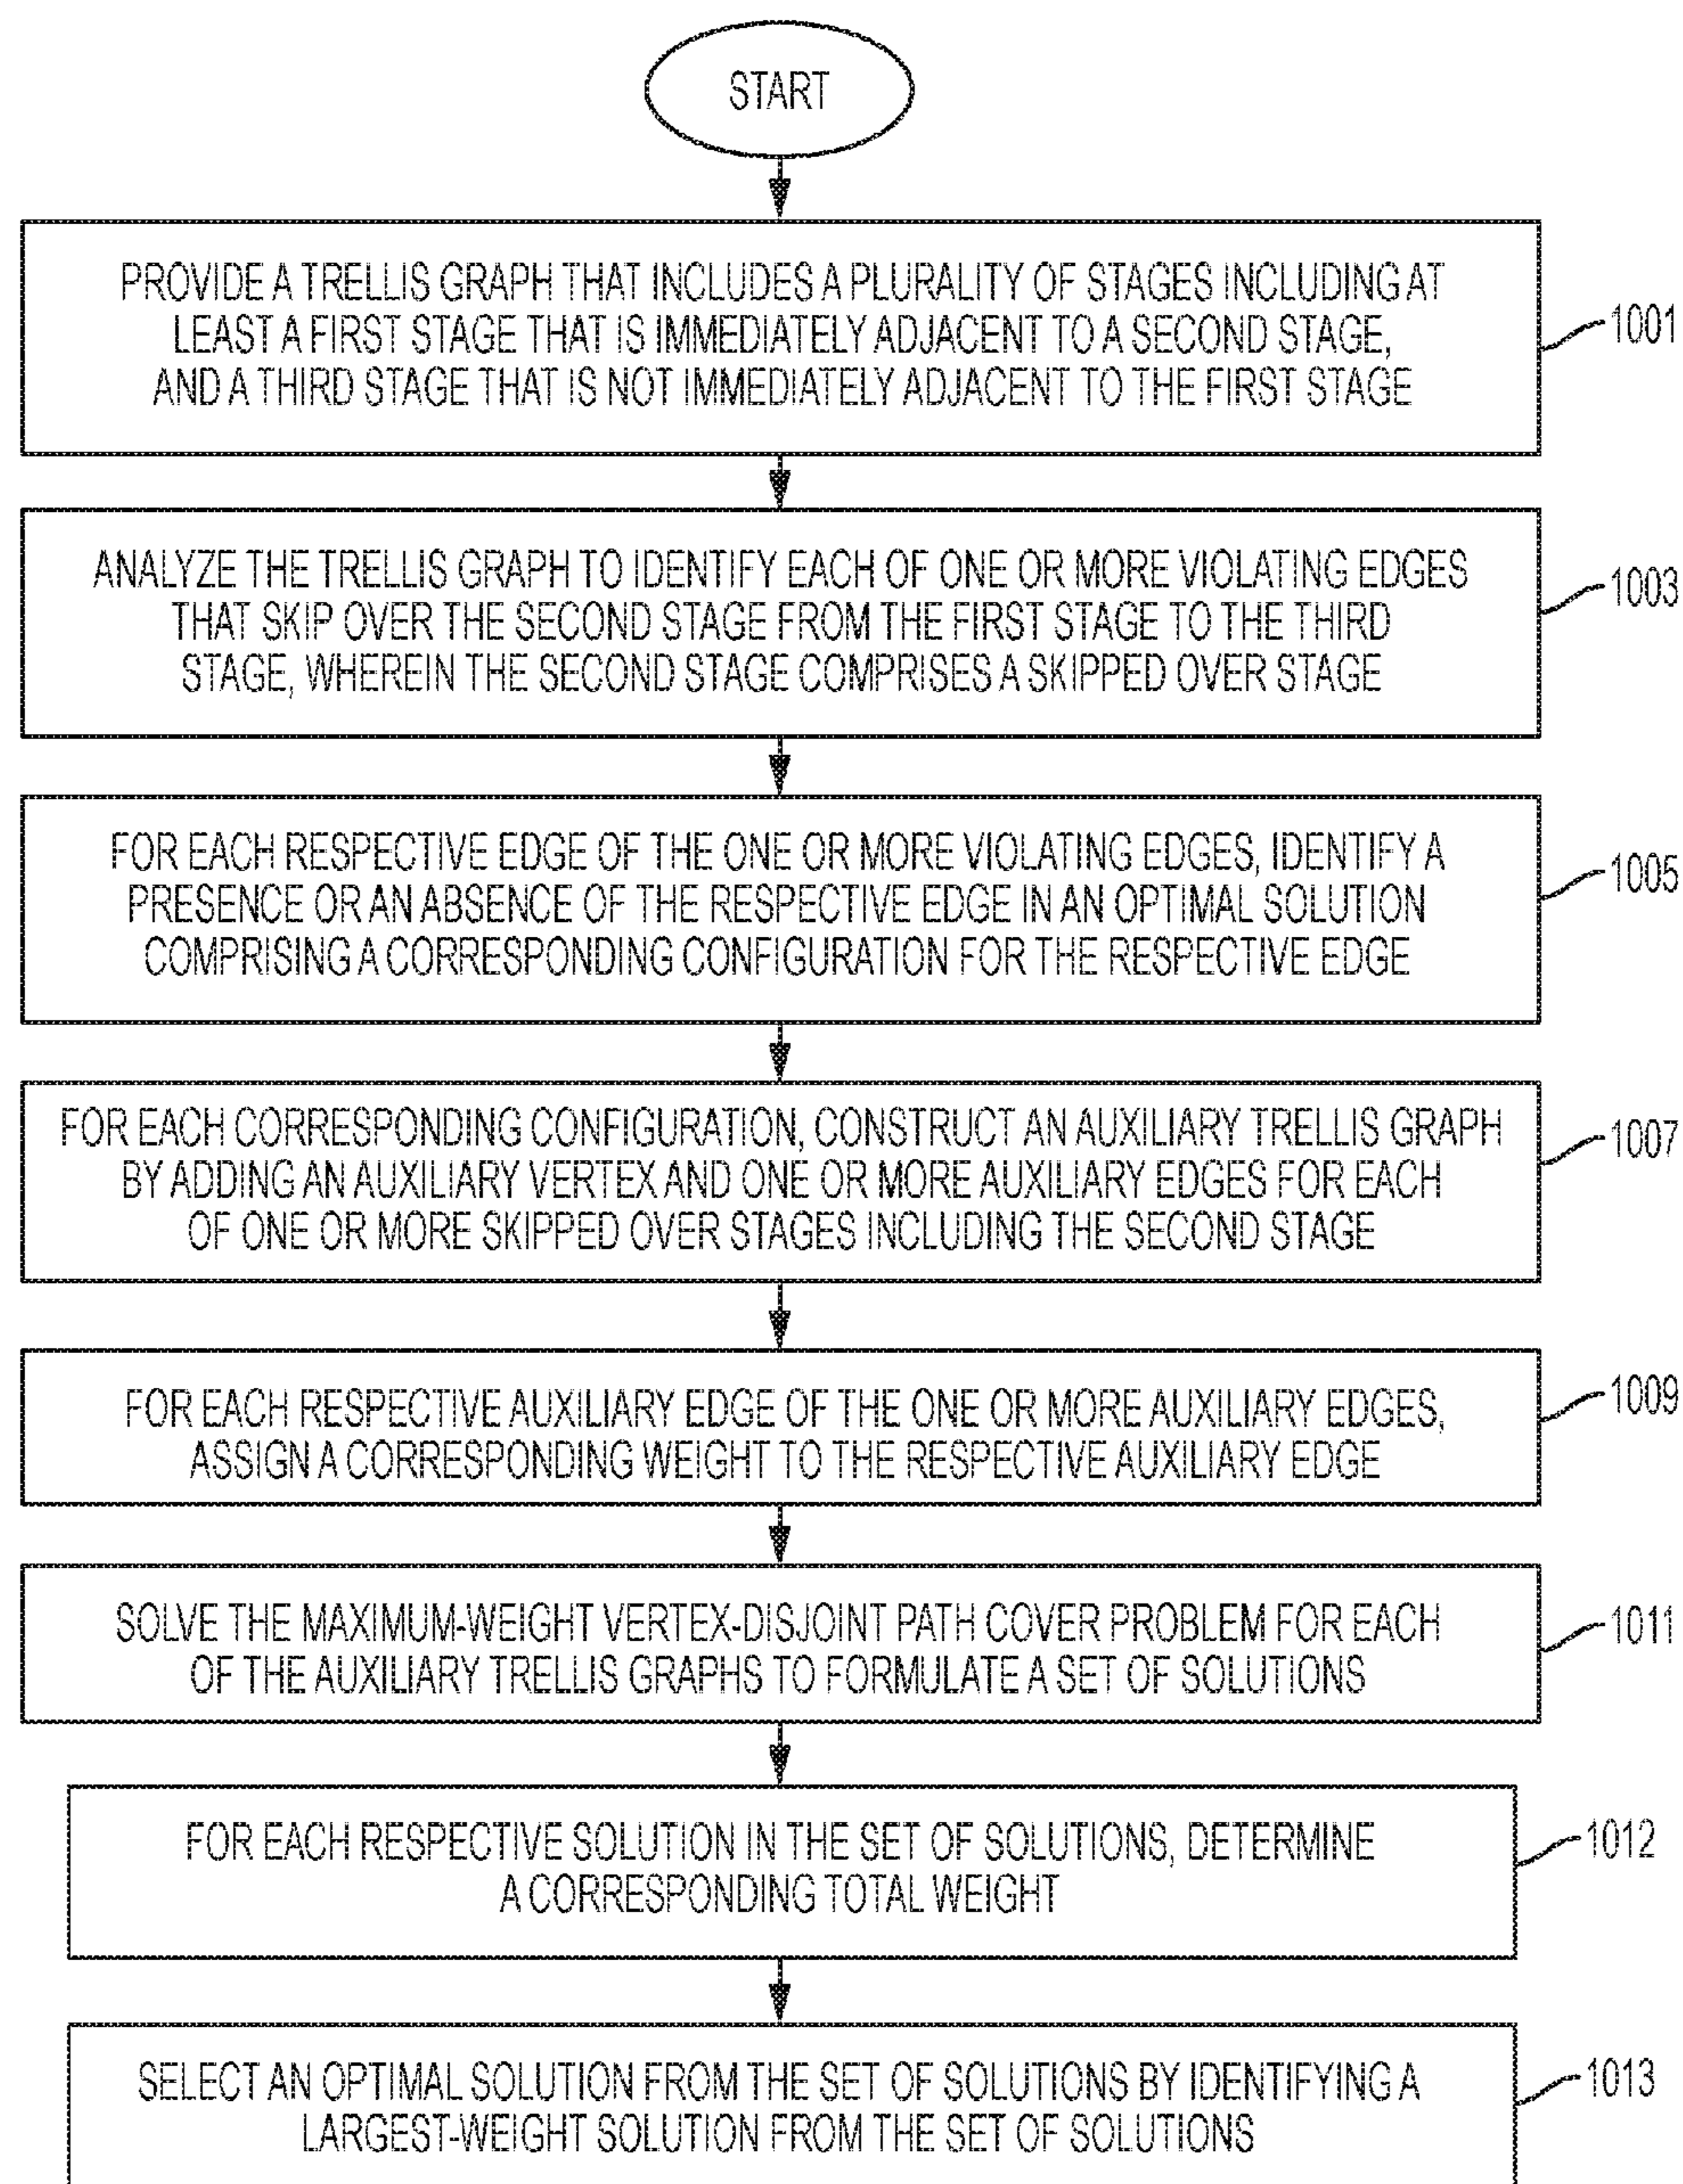 START
PROVIDE A TRELLIS GRAPH THAT INCLUDES A PLURALITY OF STAGES INCLUDING AT
LEAST A FIRST STAGE THAT IS IMMEDIATELY ADJACENT TO A SECOND STAGE,
AND A THIRD STAGE THAT IS NOT IMMEDIATELY ADJACENT TO THE FIRST STAGE
1001
ANALYZE THE TRELLIS GRAPH TO IDENTIFY EACH OF ONE OR MORE VIOLATING EDGES
THAT SKIP OVER THE SECOND STAGE FROM THE FIRST STAGE TO THE THIRD
STAGE, WHEREIN THE SECOND STAGE COMPRISES A SKIPPED OVER STAGE
1003
FOR EACH RESPECTIVE EDGE OF THE ONE OR MORE VIOLATING EDGES, IDENTIFY A
PRESENCE OR AN ABSENCE OF THE RESPECTIVE EDGE IN AN OPTIMAL SOLUTION
COMPRISING A CORRESPONDING CONFIGURATION FOR THE RESPECTIVE EDGE
1005
FOR EACH CORRESPONDING CONFIGURATION, CONSTRUCT AN AUXILIARY TRELLIS GRAPH
BY ADDING AN AUXILIARY VERTEX AND ONE OR MORE AUXILIARY EDGES FOR EACH
OF ONE OR MORE SKIPPED OVER STAGES INCLUDING THE SECOND STAGE
1007
FOR EACH RESPECTIVE AUXILIARY EDGE OF THE ONE OR MORE AUXILIARY EDGES,
ASSIGN A CORRESPONDING WEIGHT TO THE RESPECTIVE AUXILIARY EDGE
1009
SOLVE THE MAXIMUM-WEIGHT VERTEX-DISJOINT PATH COVER PROBLEM FOR EACH
OF THE AUXILIARY TRELLIS GRAPHS TO FORMULATE A SET OF SOLUTIONS
1011
FOR EACH RESPECTIVE SOLUTION IN THE SET OF SOLUTIONS, DETERMINE
A CORRESPONDING TOTAL WEIGHT
1012
SELECT AN OPTIMAL SOLUTION FROM THE SET OF SOLUTIONS BY IDENTIFYING A
LARGEST-WEIGHT SOLUTION FROM THE SET OF SOLUTIONS
1013